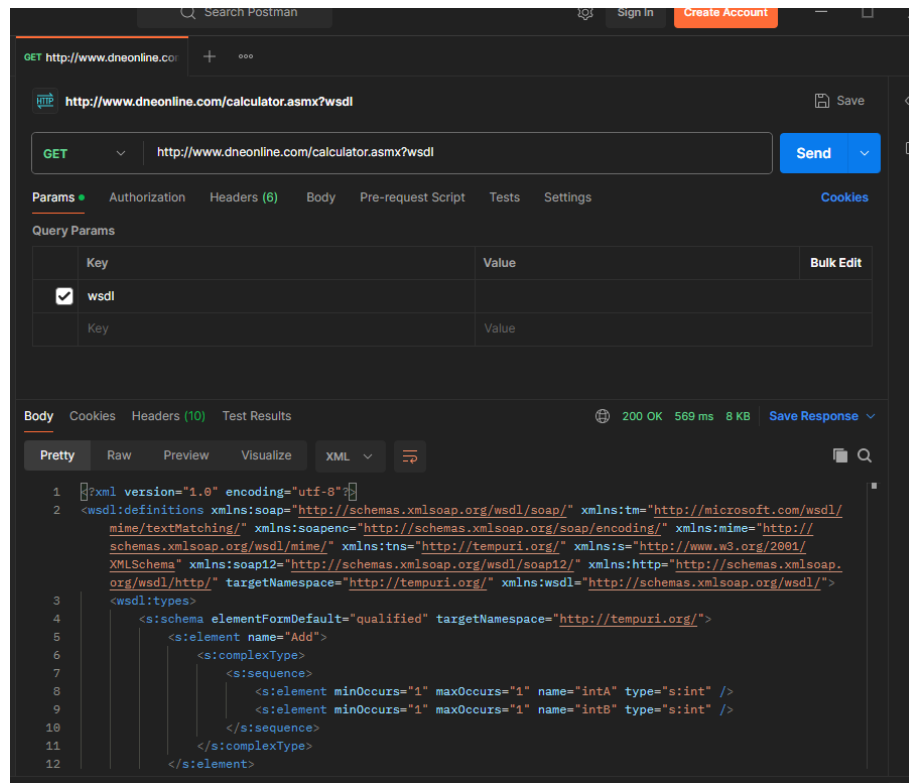 Search Postman Sign In Create Account
GET http://www.dneonline.co
HTTP http://www.dneonline.com/calculator.asmx?wsdl Save
GET http://www.dneonline.com/calculator.asmx?wsdl Send
Params Authorization Headers (6) Body Pre-request Script Tests Settings Cookies
Query Params
Key Value Bulk Edit
wsdl
Key Value
Body Cookies Headers (10) Test Results 200 OK 569 ms 8 KB Save Response
Pretty Raw Preview Visualize XML
1 <?xml version="1.0" encoding="utf-8"?>
2 <wsdl:definitions xmlns:soap="http://schemas.xmlsoap.org/wsdl/soap/" xmlns:tm="http://microsoft.com/wsdl/
mime/textMatching/" xmlns:soapenc="http://schemas.xmlsoap.org/soap/encoding/" xmlns:mime="http://
schemas.xmlsoap.org/wsdl/mime/" xmlns:tns="http://tempuri.org/" xmlns:s="http://www.w3.org/2001/
XMLSchema" xmlns:soap12="http://schemas.xmlsoap.org/wsdl/soap12/" xmlns:http="http://schemas.xmlsoap.
org/wsdl/http/" targetNamespace="http://tempuri.org/" xmlns:wsdl="http://schemas.xmlsoap.org/wsdl/">
3 <wsdl:types>
4 <s:schema elementFormDefault="qualified" targetNamespace="http://tempuri.org/">
5 <s:element name="Add">
6 <s:complexType>
7 <s:sequence>
8 <s:element minOccurs="1" maxOccurs="1" name="intA" type="s:int" />
9 <s:element minOccurs="1" maxOccurs="1" name="intB" type="s:int" />
10 </s:sequence>
11 </s:complexType>
12 </s:element>